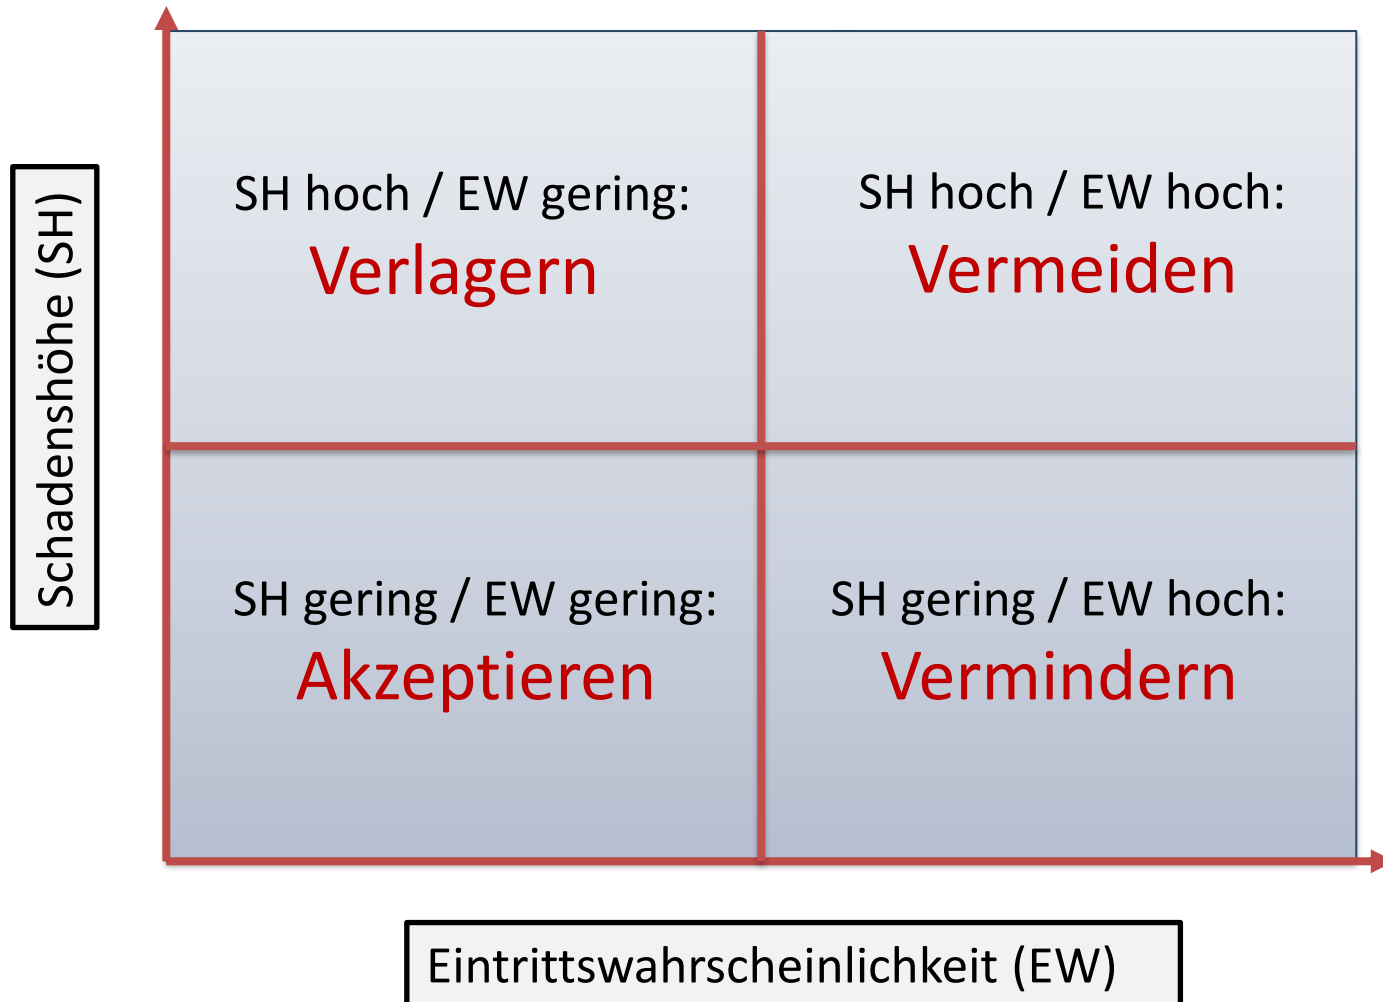 Schadenshöhe (SH)
SH hoch / EW gering:
Verlagern
SH hoch / EW hoch:
Vermeiden
SH gering / EW gering:
Akzeptieren
SH gering / EW hoch:
Vermindern
Eintrittswahrscheinlichkeit (EW)